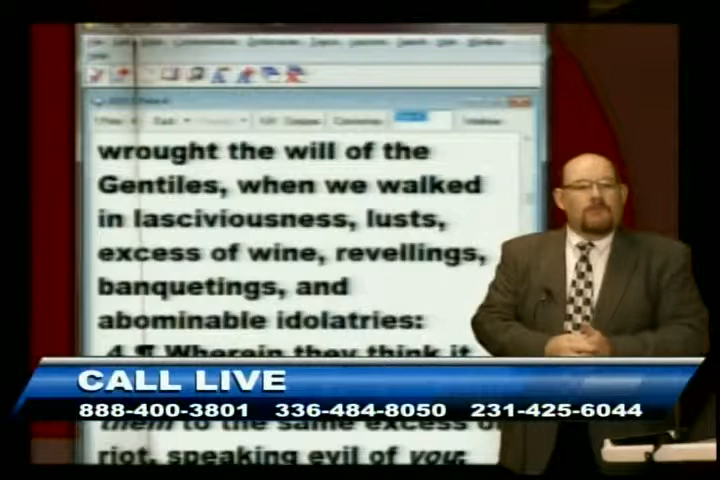 wrought the will of the
Gentiles, when we walked
in lasciviousness, lusts,
excess of wine, revellings,
banquetings, and
abominable idolatries:
4 ¶ Wherein they think it
CALL LIVE
888-400-3801 336-484-8050 231-425-6044
them to the same excess of
riot, speaking evil of you: